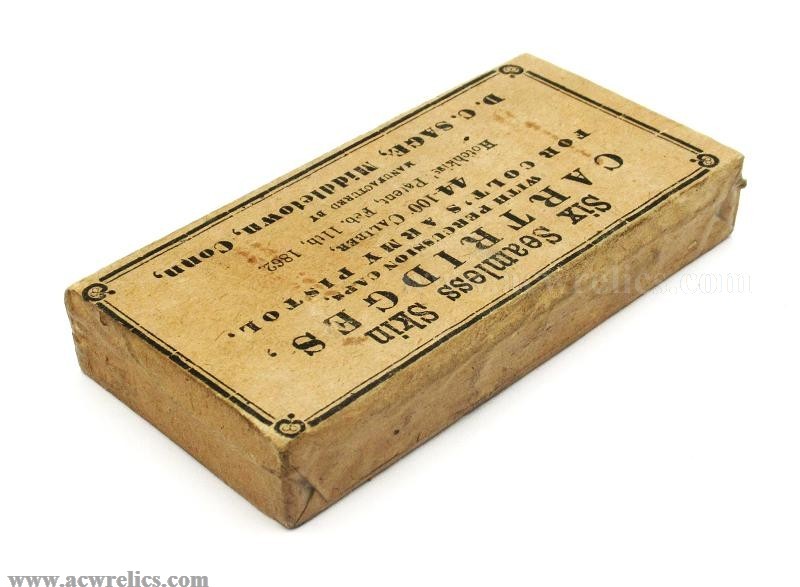 Six Seamless Skin
CARTRIDGES,
WITH PERCUSSION CAPS,
FOR COLT'S ARMY PISTOL.
44-100 CALIBER,
Hotchkiss' Patent, Feb. 11th, 1862.
MANUFACTURED BY
D. C. SAGE, Middletown, Conn,
www.acwrelics.com